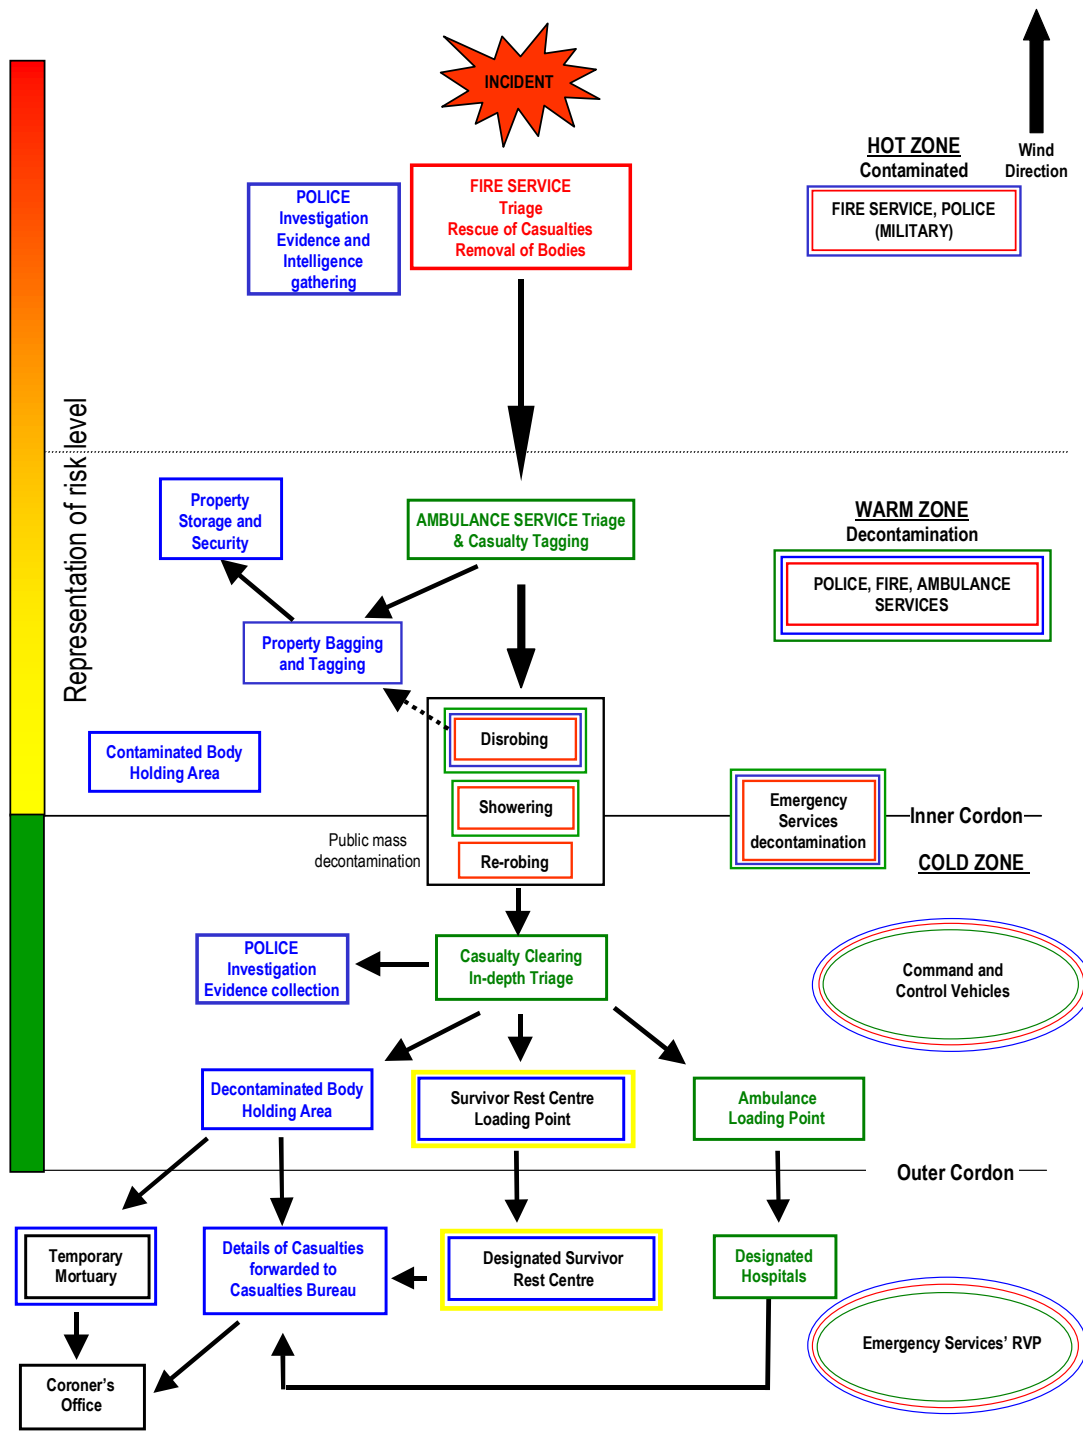 INCIDENT
Wind
Direction
HOT ZONE
Contaminated
FIRE SERVICE, POLICE
(MILITARY)
POLICE
Investigation
Evidence and
Intelligence
gathering
FIRE SERVICE
Triage
Rescue of Casualties
Removal of Bodies
Representation of risk level
Property
Storage and
Security
AMBULANCE SERVICE Triage
& Casualty Tagging
WARM ZONE
Decontamination
POLICE, FIRE, AMBULANCE
SERVICES
Property Bagging
and Tagging
Disrobing
Contaminated Body
Holding Area
Showering
Emergency
Services
decontamination
Inner Cordon
Public mass
decontamination
Re-robing
COLD ZONE
POLICE
Investigation
Evidence collection
Casualty Clearing
In-depth Triage
Command and
Control Vehicles
Decontaminated Body
Holding Area
Survivor Rest Centre
Loading Point
Ambulance
Loading Point
Outer Cordon
Temporary
Mortuary
Details of Casualties
forwarded to
Casualties Bureau
Designated Survivor
Rest Centre
Designated
Hospitals
Emergency Services’ RVP
Coroner’s
Office